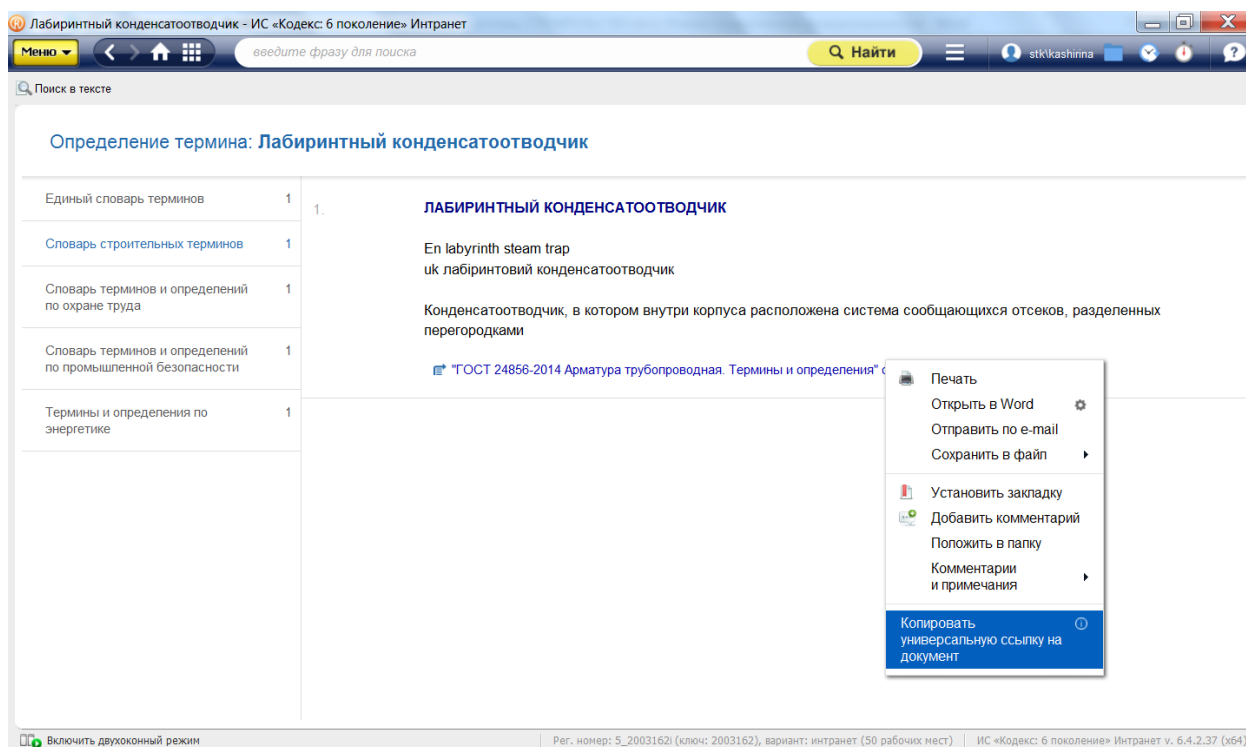 Лабиринтный конденсатоотводчик - ИС «Кодекс: 6 поколение» Интранет
Меню
введите фразу для поиска
Найти
stk\kashirina
?
Поиск в тексте
Определение термина: Лабиринтный конденсатоотводчик
Единый словарь терминов 1
Словарь строительных терминов 1
Словарь терминов и определений 1
по охране труда
Словарь терминов и определений 1
по промышленной безопасности
Термины и определения по 1
энергетике
1.
ЛАБИРИНТНЫЙ КОНДЕНСАТООТВОДЧИК
En labyrinth steam trap
uk лабіринтовий конденсатоотводчик
Конденсатоотводчик, в котором внутри корпуса расположена система сообщающихся отсеков, разделенных
перегородками
"ГОСТ 24856-2014 Арматура трубопроводная. Термины и определения"
Печать
Открыть в Word
Отправить по e-mail
Сохранить в файл
Установить закладку
Добавить комментарий
Положить в папку
Комментарии
и примечания
Копировать
универсальную ссылку на
документ
Включить двухоконный режим
Рег. номер: 5_2003162i (ключ: 2003162), вариант: интранет (50 рабочих мест)
ИС «Кодекс: 6 поколение» Интранет v. 6.4.2.37 (x64)